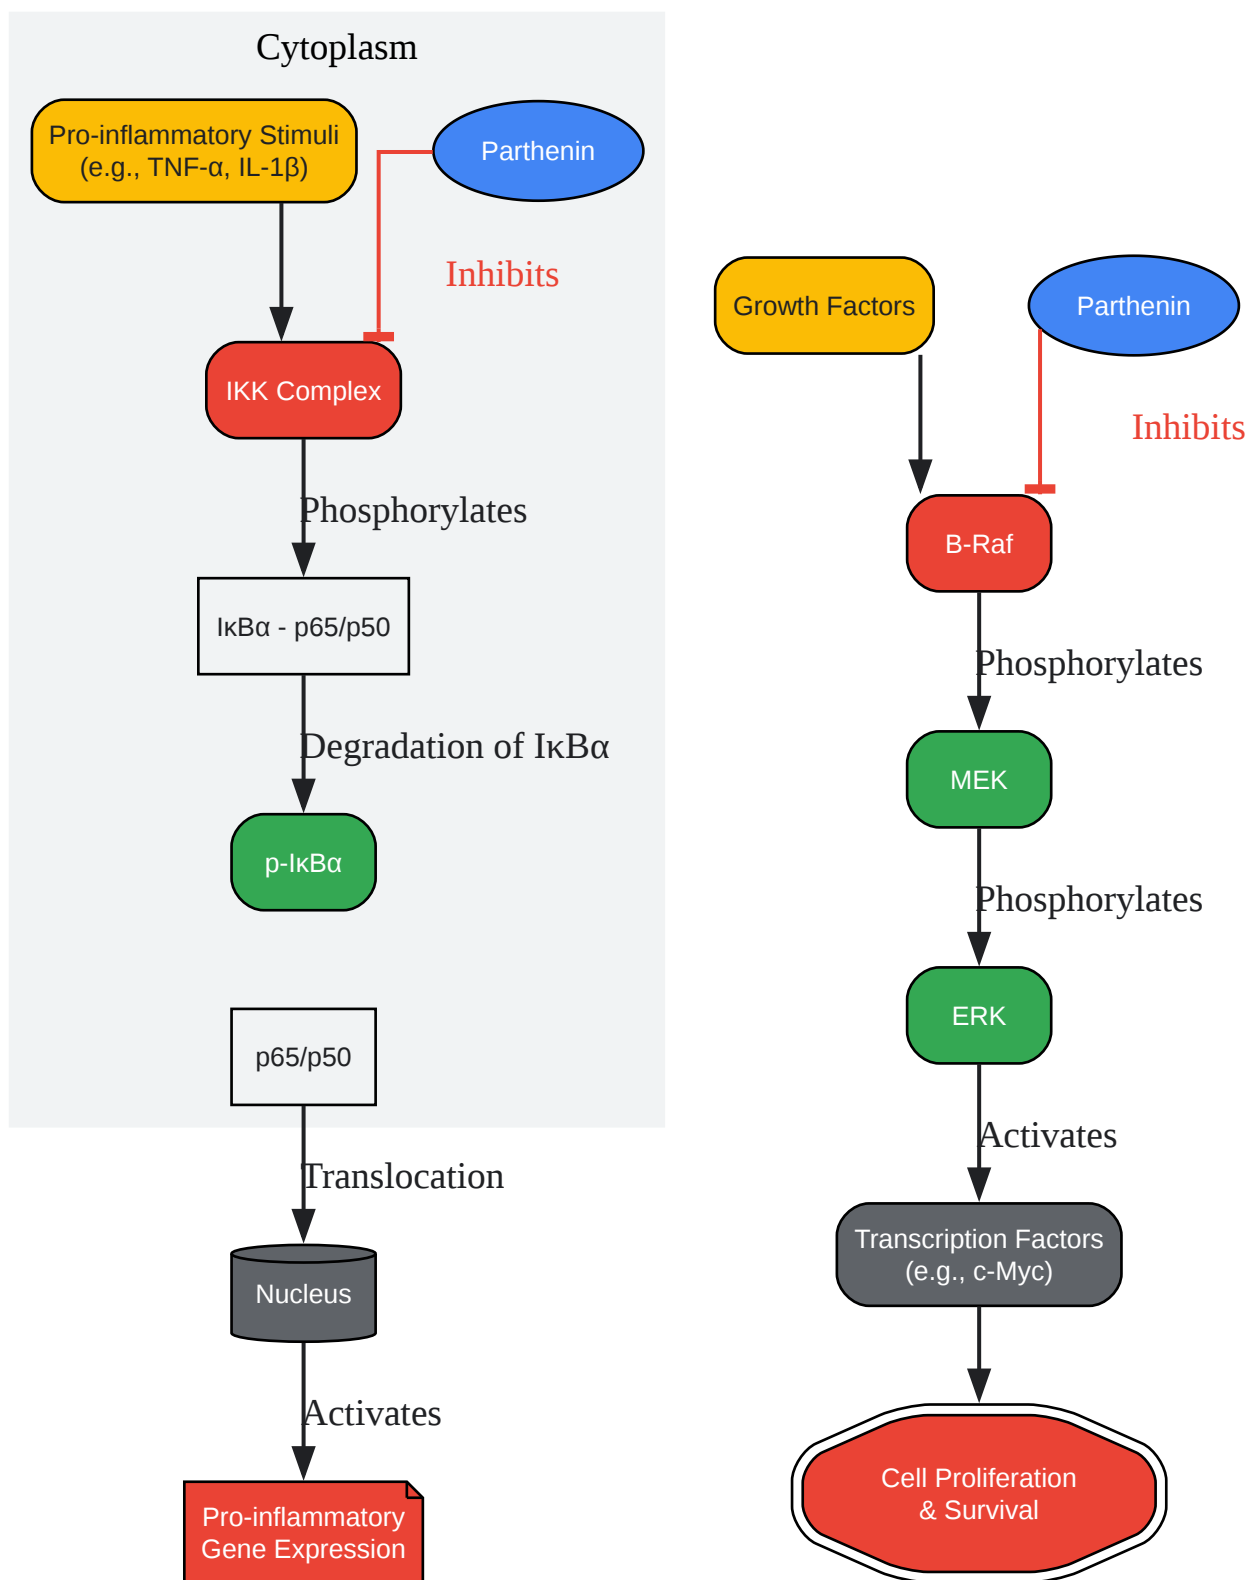 Cytoplasm
Pro-inflammatory Stimuli
(e.g., TNF-α, IL-1β)
Parthenin
Inhibits
IKK Complex
Phosphorylates
IκBα - p65/p50
Degradation of IκBα
p-IκBα
p65/p50
Translocation
Nucleus
Activates
Pro-inflammatory
Gene Expression
Growth Factors
Parthenin
Inhibits
B-Raf
Phosphorylates
MEK
Phosphorylates
ERK
Activates
Transcription Factors
(e.g., c-Myc)
Cell Proliferation
& Survival